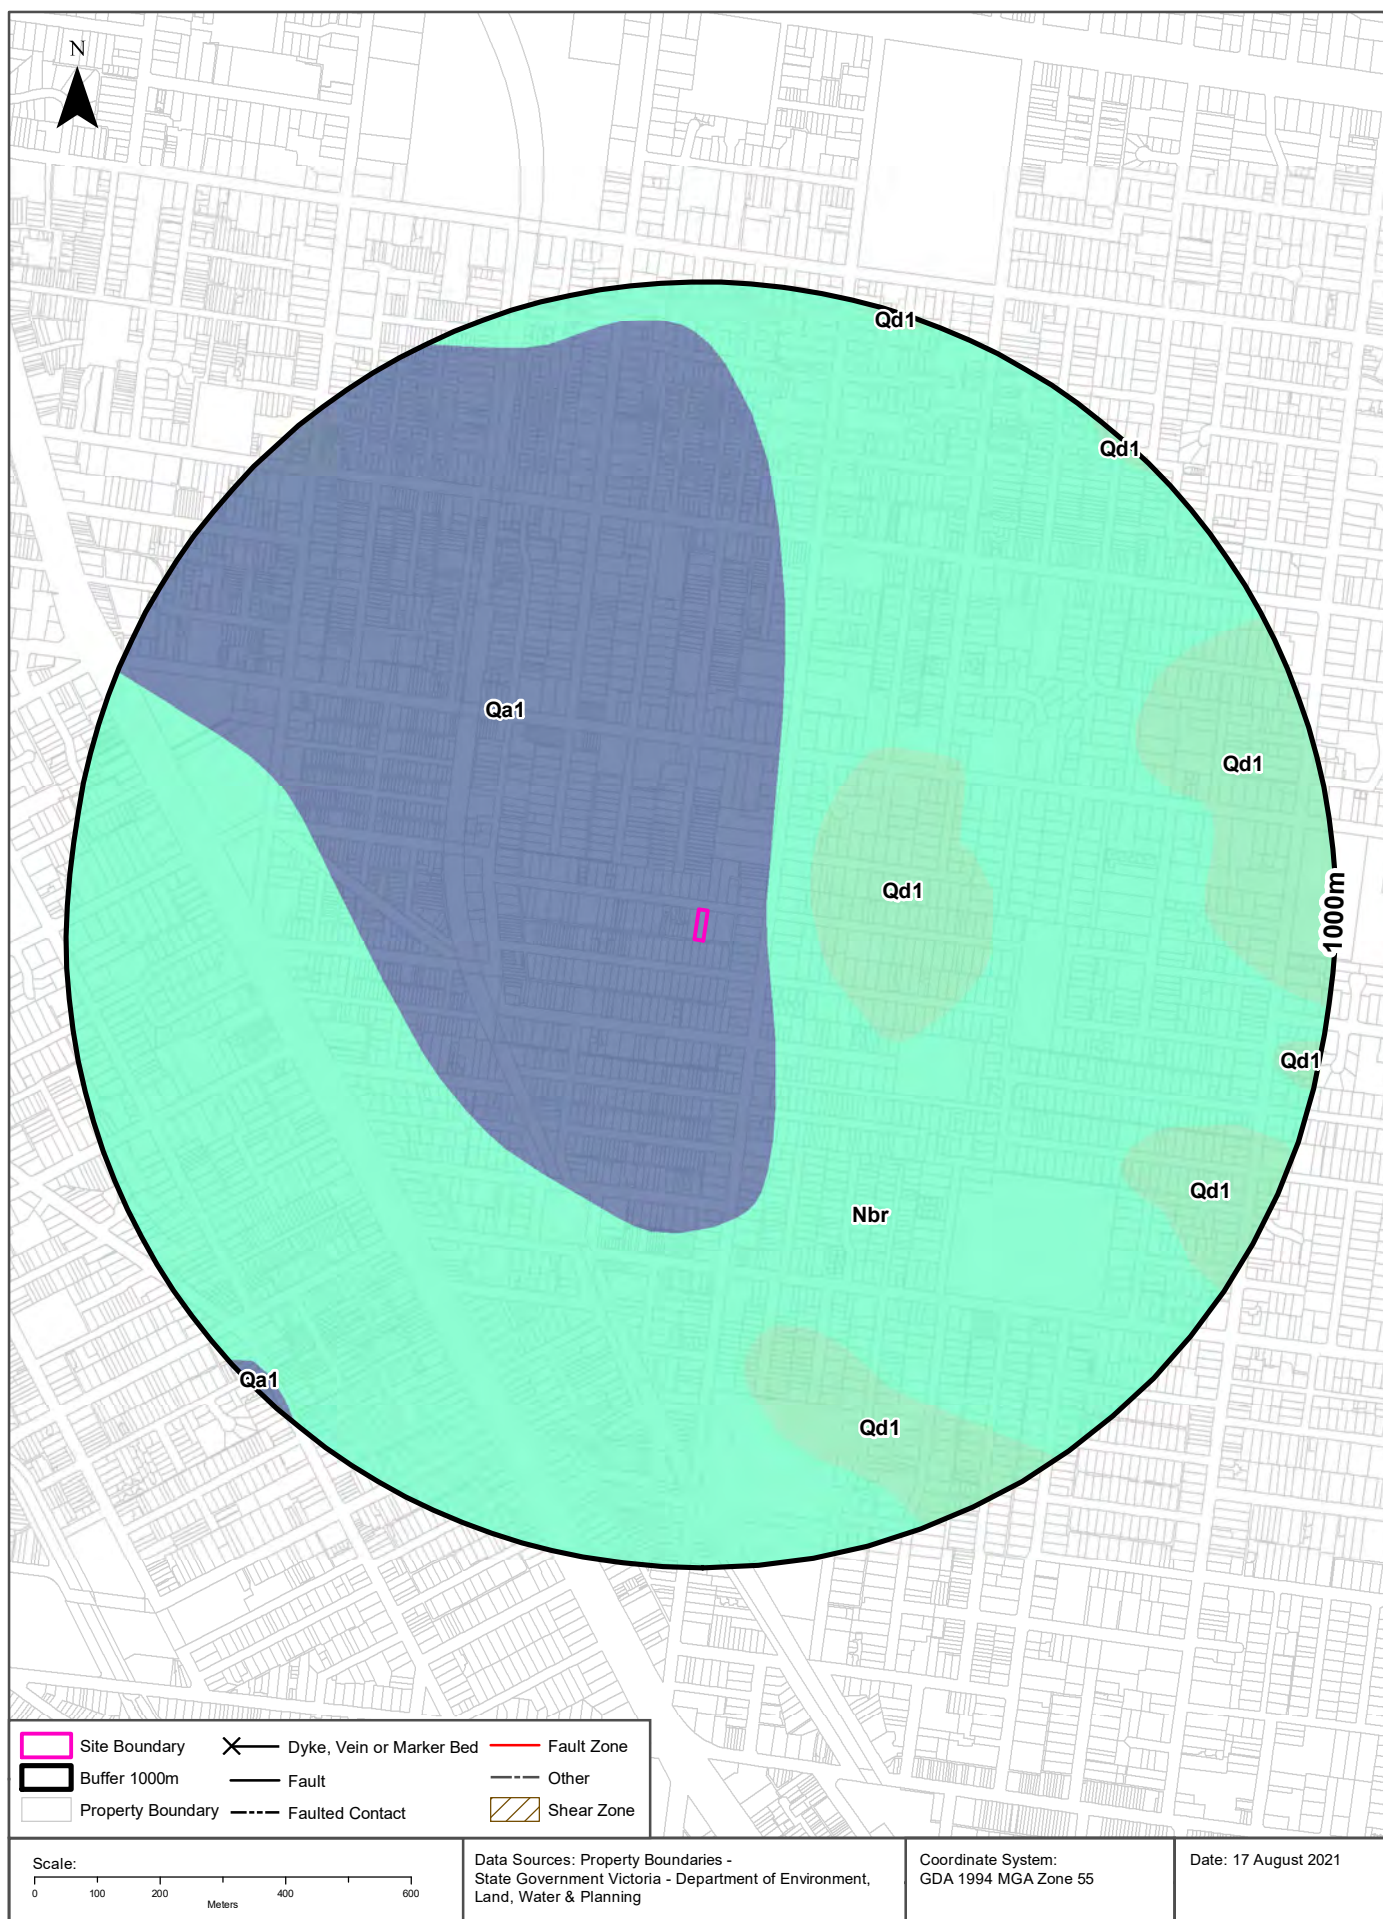 N
Qd1
Qd1
Qa1
Qd1
Qd1
1000m
Qd1
Qd1
Nbr
Qa1
Qd1
Site Boundary
Dyke, Vein or Marker Bed
Fault Zone
Buffer 1000m
Fault
Other
Property Boundary
Faulted Contact
Shear Zone
Scale:
0 100 200 400 600
Meters
Data Sources: Property Boundaries -
State Government Victoria - Department of Environment,
Land, Water & Planning
Coordinate System:
GDA 1994 MGA Zone 55
Date: 17 August 2021